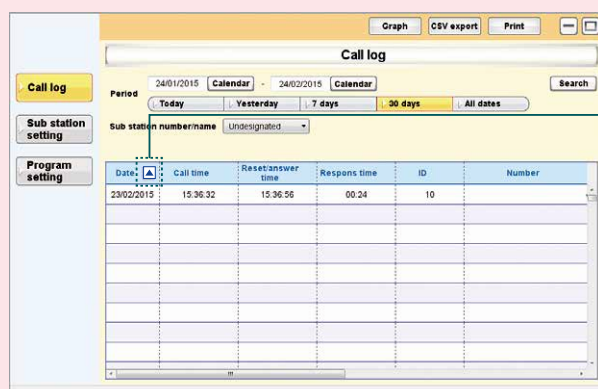 Graph CSV export Print
Call log
Call log
Period 24/01/2015 Calendar - 24/02/2015 Calendar Search
Today Yesterday 7 days 30 days All dates
Sub station number/name Undesignated
Sub station
setting
Program
setting
Date Call time Reset/answer time Respons time ID Number
23/02/2015 15:36:32 15:36:56 00:24 10